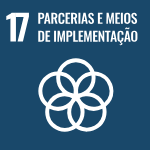 17 PARCERIAS E MEIOS
DE IMPLEMENTAÇÃO